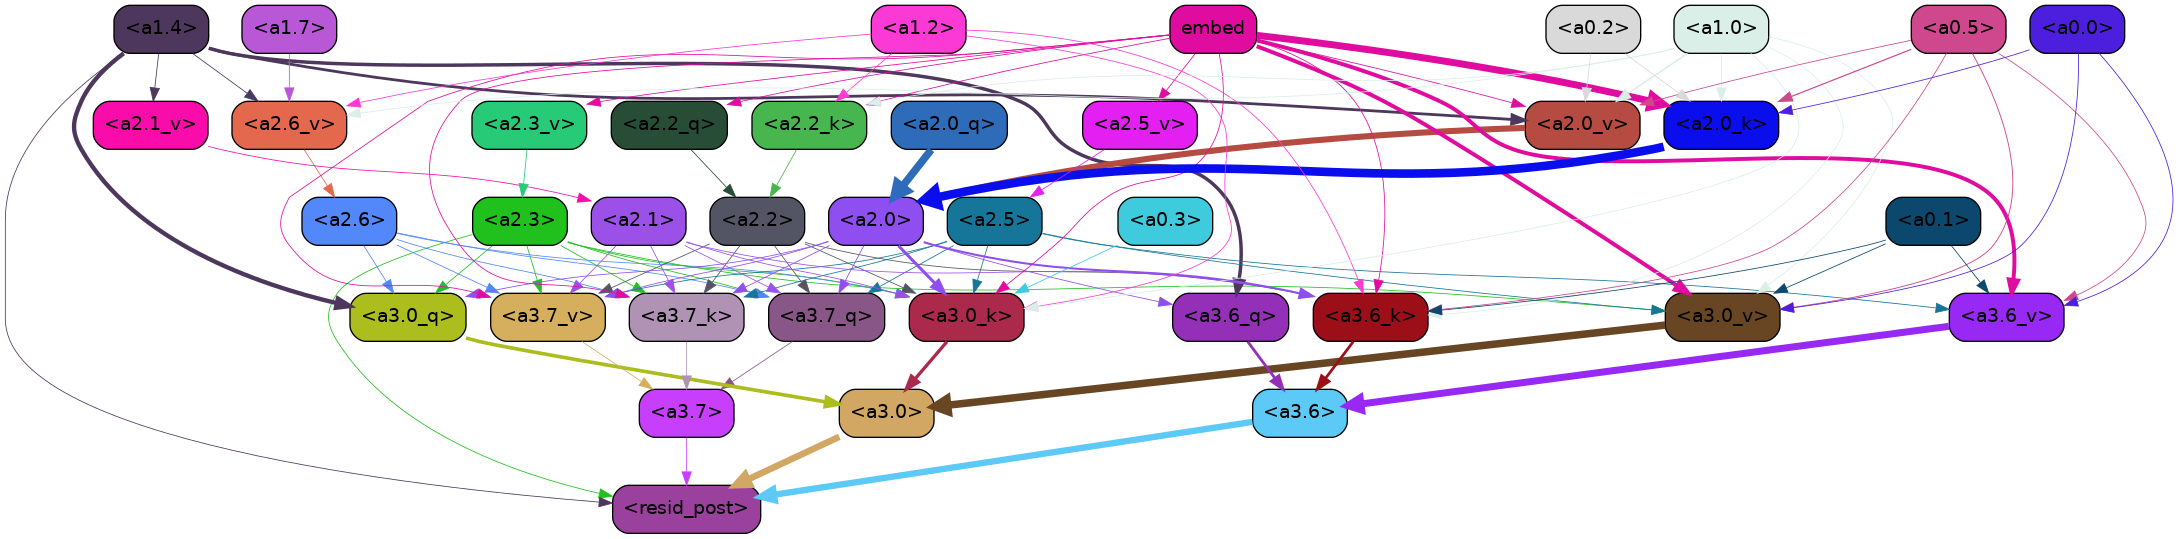 <a1.4> <a1.7> <a1.2> embed <a0.2> <a1.0> <a0.5> <a0.0>
<a2.1_v> <a2.6_v> <a2.3_v> <a2.2_q> <a2.2_k> <a2.0_q> <a2.5_v> <a2.0_v> <a2.0_k>
<a2.6> <a2.3> <a2.1> <a2.2> <a2.0> <a2.5> <a0.3> <a0.1>
<a3.0_q> <a3.7_v> <a3.7_k> <a3.7_q> <a3.0_k> <a3.6_q> <a3.6_k> <a3.0_v> <a3.6_v>
<a3.7> <a3.0> <a3.6>
<resid_post>